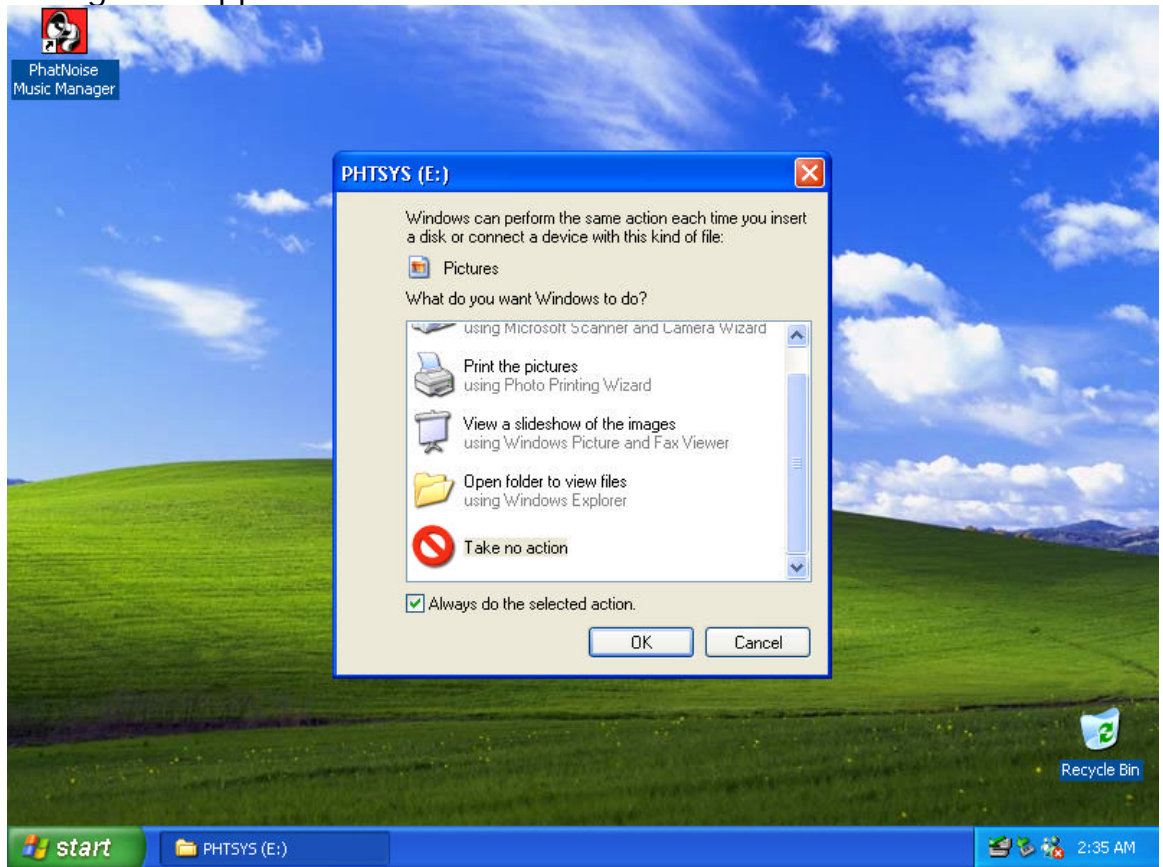 PhatNoise
Music Manager
PHTSYS (E:)
Windows can perform the same action each time you insert
a disk or connect a device with this kind of file:
Pictures
What do you want Windows to do?
using Microsoft Scanner and Camera Wizard
Print the pictures
using Photo Printing Wizard
View a slideshow of the images
using Windows Picture and Fax Viewer
Open folder to view files
using Windows Explorer
Take no action
Always do the selected action.
OK Cancel
Recycle Bin
start PHTSYS (E:) 2:35 AM